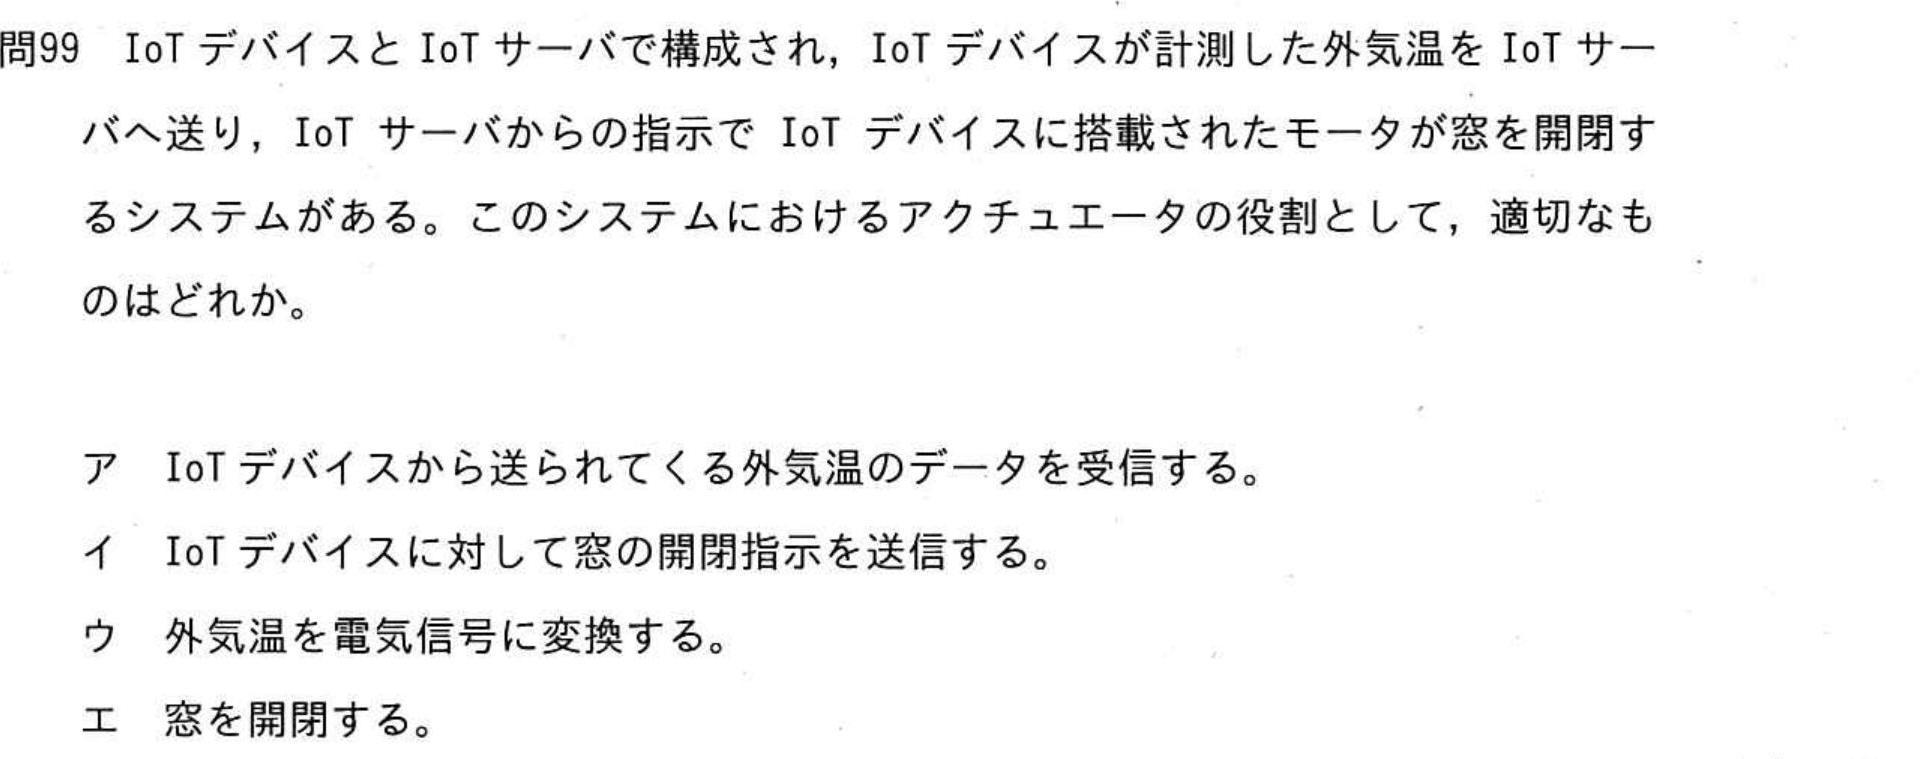 問99 IoT デバイスと IoT サーバで構成され，IoT デバイスが計測した外気温を IoT サー
バへ送り，IoT サーバからの指示で IoT デバイスに搭載されたモータが窓を開閉す
るシステムがある。このシステムにおけるアクチュエータの役割として，適切なも
のはどれか。
ア IoT デバイスから送られてくる外気温のデータを受信する。
イ IoT デバイスに対して窓の開閉指示を送信する。
ウ 外気温を電気信号に変換する。
エ 窓を開閉する。